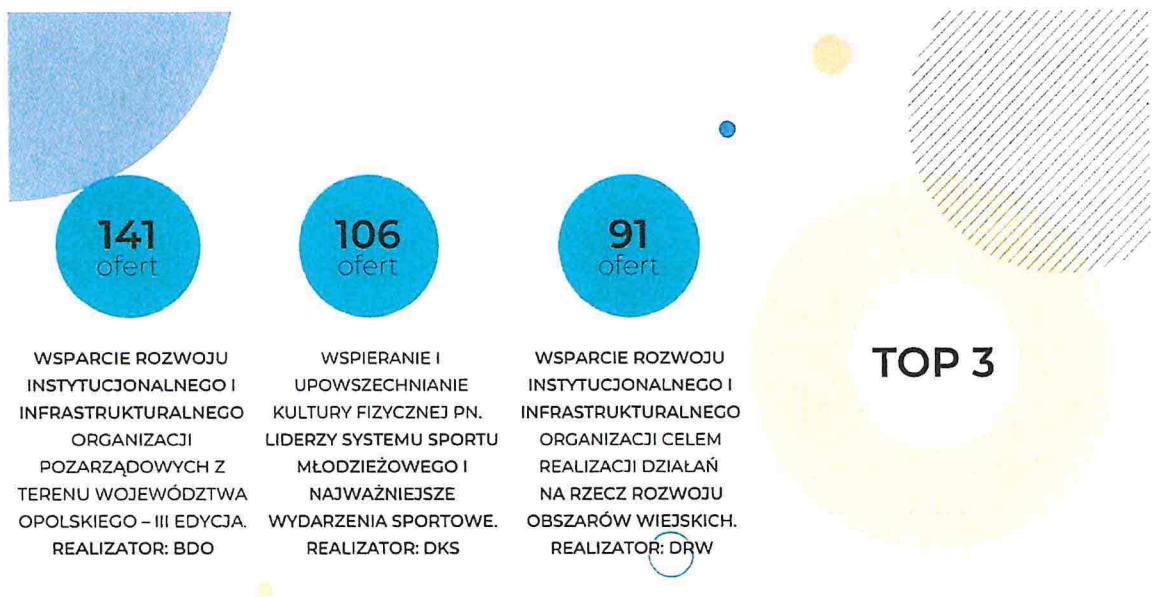 141
ofert
WSPARCIE ROZWOJU
INSTYTUCJONALNEGO I
INFRASTRUKTURALNEGO
ORGANIZACJI
POZARZĄDOWYCH Z
TERENU WOJEWÓDZTWA
OPOLSKIEGO – III EDYCJA.
REALIZATOR: BDO
106
ofert
WSPIERANIE I
UPOWSZECHNIANIE
KULTURY FIZYCZNEJ PN.
LIDERZY SYSTEMU SPORTU
MŁODZIEŻOWEGO I
NAJWAŻNIEJSZE
WYDARZENIA SPORTOWE.
REALIZATOR: DKS
91
ofert
WSPARCIE ROZWOJU
INSTYTUCJONALNEGO I
INFRASTRUKTURALNEGO
ORGANIZACJI CELEM
REALIZACJI DZIAŁAŃ
NA RZECZ ROZWOJU
OBSZARÓW WIEJSKICH.
REALIZATOR: DRW
TOP 3